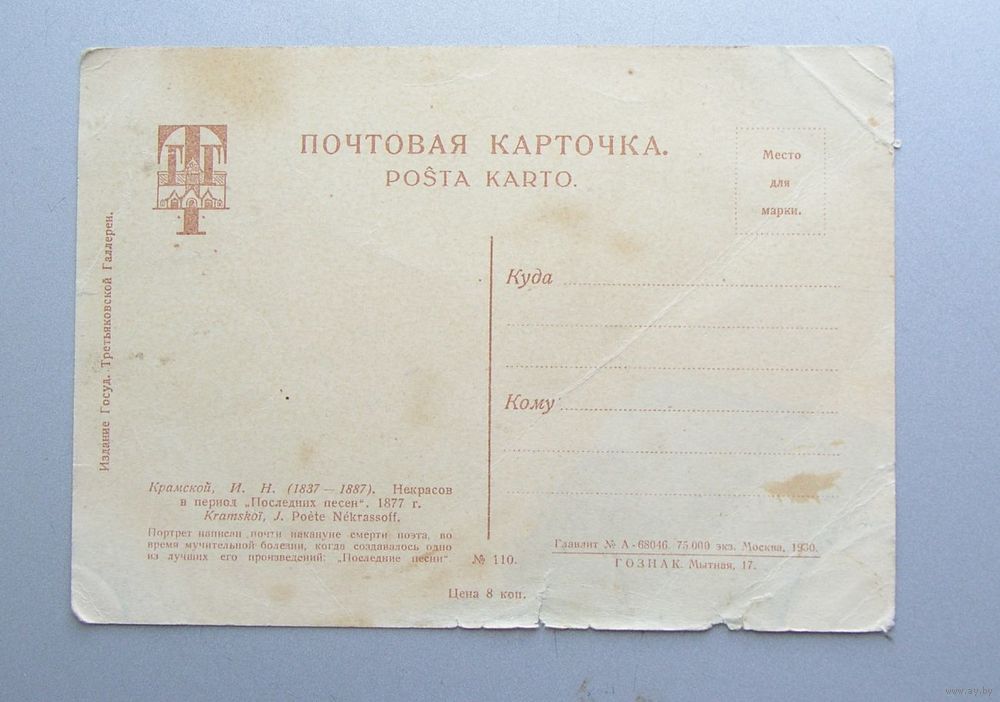 ПОЧТОВАЯ КАРТОЧКА.
POŜTA KARTO.
Место
для
марки.
Издание Госуд. Третьяковской Галлереи.
Куда
Кому
Крамской, И. Н. (1837—1887). Некрасов
в период „Последних песен“. 1877 г.
Kramskoï, J. Poète Nékrassoff.
Портрет написан почти накануне смерти поэта, во
время мучительной болезни, когда создавалось одно
из лучших его произведений: „Последние песни“
№ 110.
Главлит № А-68046. 75.000 экз. Москва, 1930.
ГОЗНАК. Мытная, 17.
Цена 8 коп.
www.ay.by